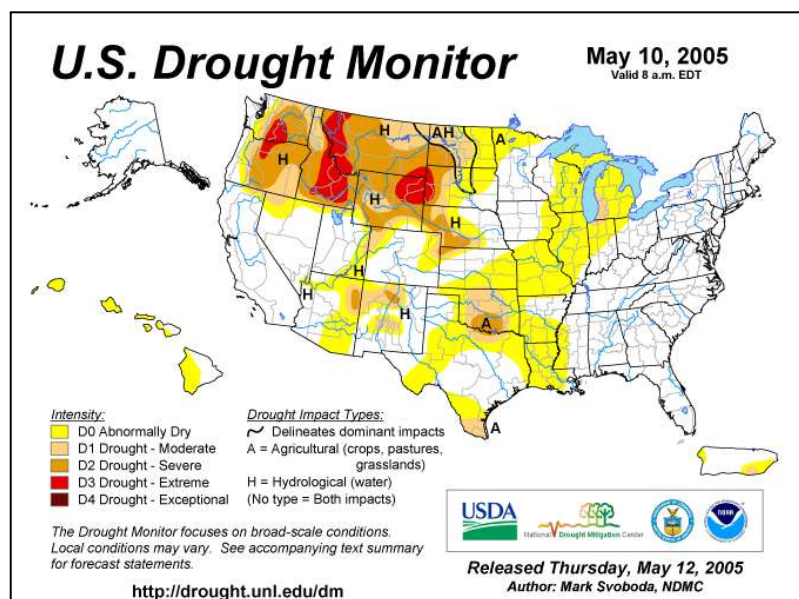 U.S. Drought Monitor
May 10, 2005
Valid 8 a.m. EDT
H
AH
A
H
H
H
H
H
H
A
A
Intensity:
D0 Abnormally Dry
D1 Drought - Moderate
D2 Drought - Severe
D3 Drought - Extreme
D4 Drought - Exceptional
Drought Impact Types:
Delineates dominant impacts
A = Agricultural (crops, pastures,
grasslands)
H = Hydrological (water)
(No type = Both impacts)
The Drought Monitor focuses on broad-scale conditions.
Local conditions may vary. See accompanying text summary
for forecast statements.
http://drought.unl.edu/dm
USDA
National Drought Mitigation Center
NOAA
Released Thursday, May 12, 2005
Author: Mark Svoboda, NDMC